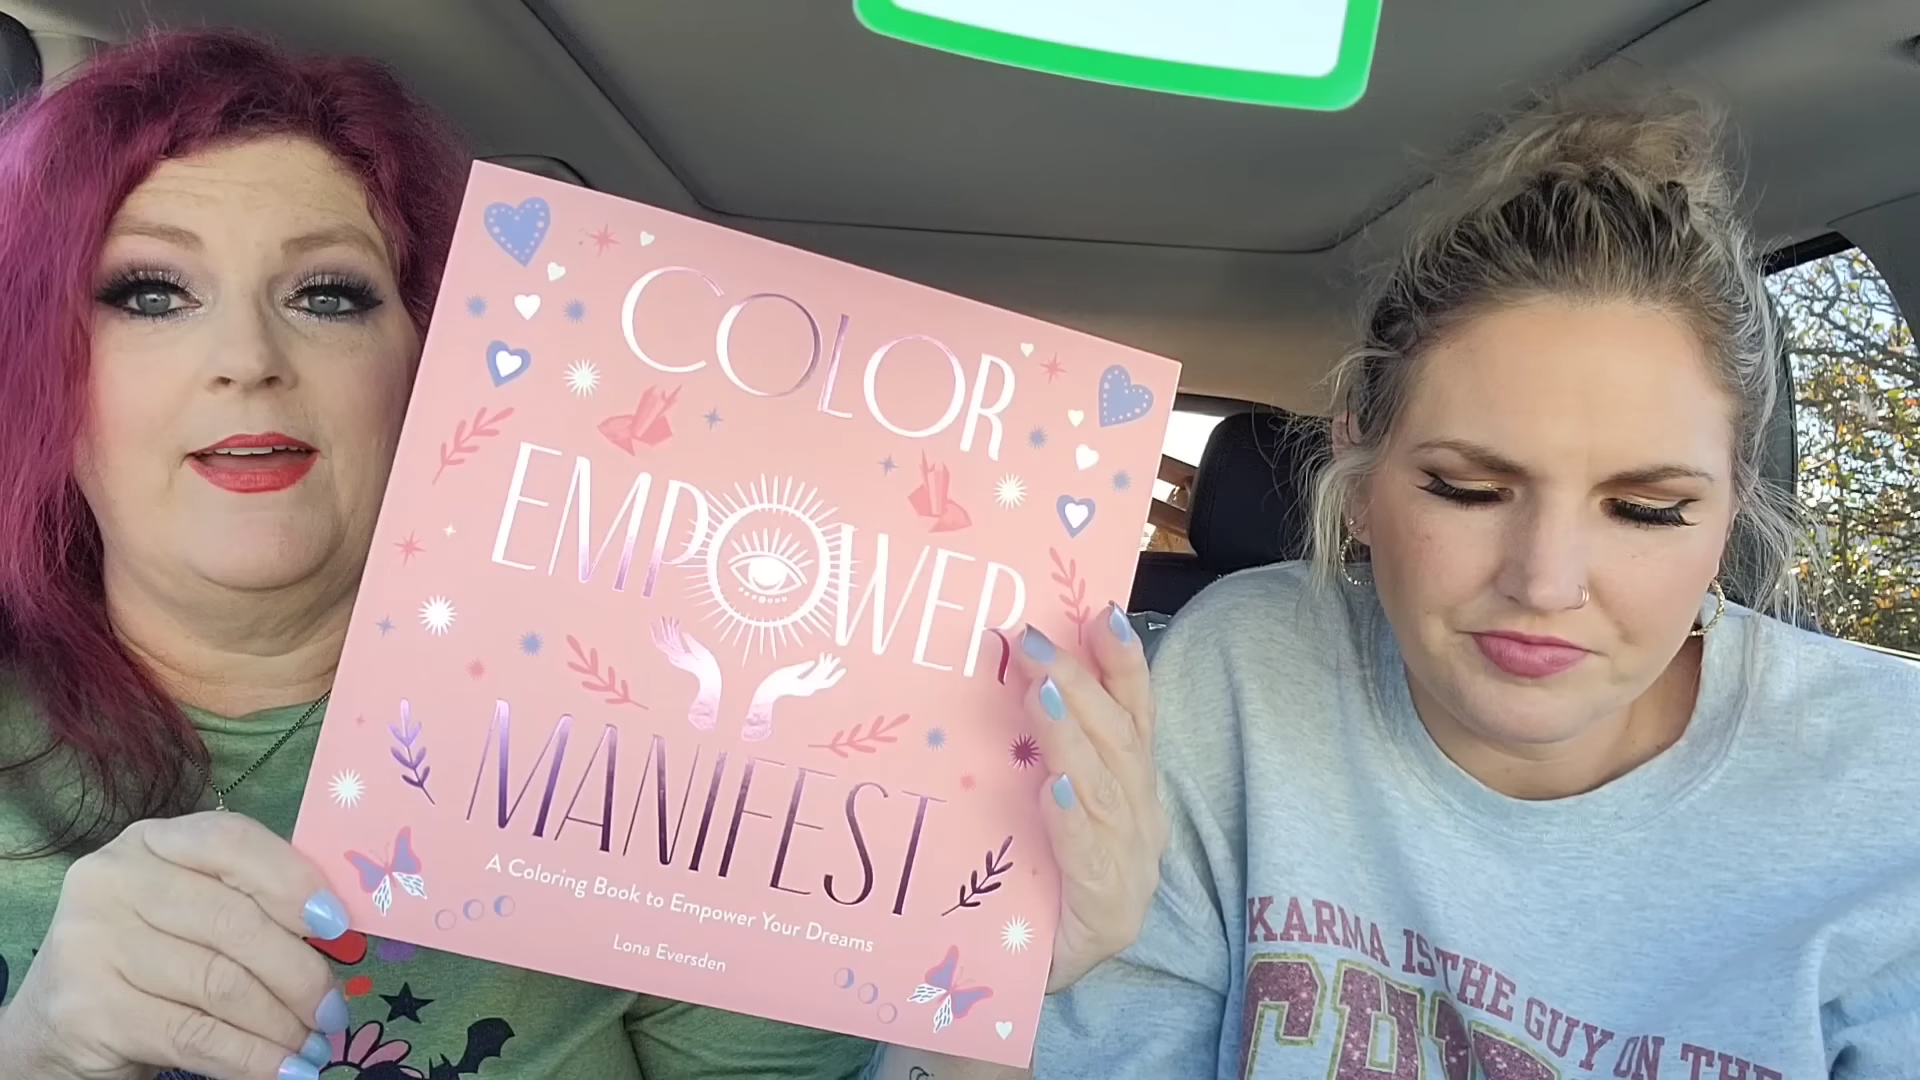 COLOR
EMPOWER
MANIFEST
A Coloring Book to Empower Your Dreams
Lona Eversden
KARMA IS THE GUY ON THE